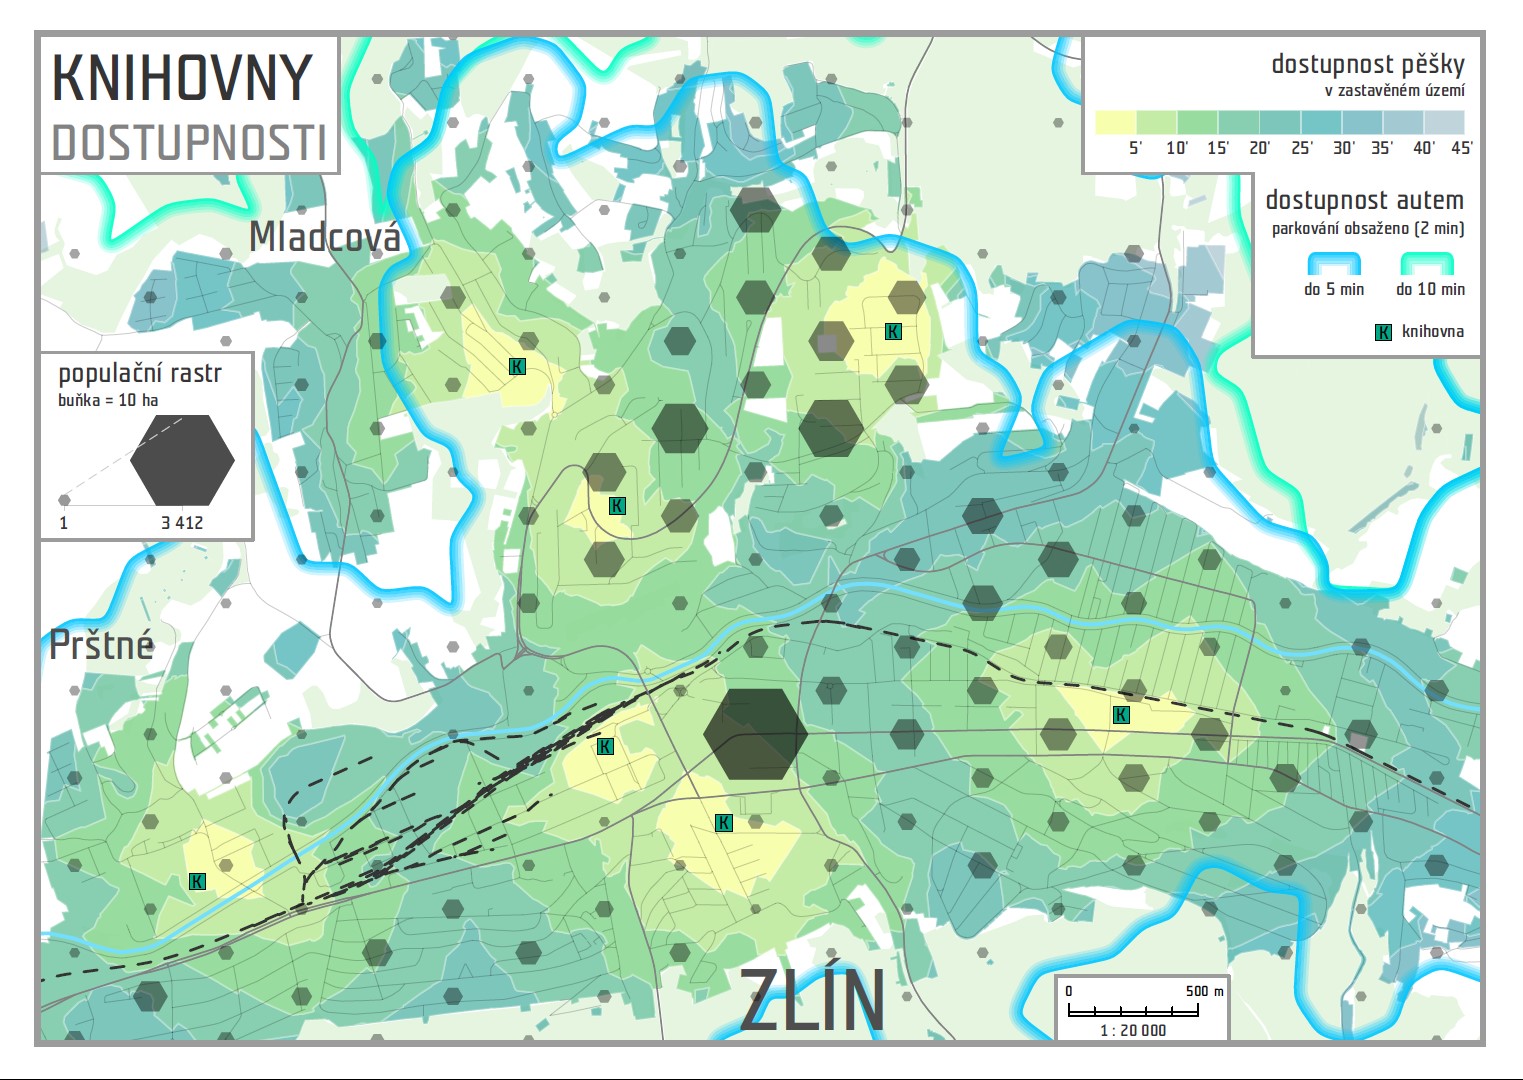 KNIHOVNY
DOSTUPNOSTI
dostupnost pěšky
v zastavěném území
5' 10' 15' 20' 25' 30' 35' 40' 45'
dostupnost autem
parkování obsaženo (2 min)
do 5 min do 10 min
K knihovna
Mladcová
populační rastr
buňka = 10 ha
1 3 412
K
K
K
Prštné
K
K
K
K
ZLÍN
0 500 m
1 : 20 000